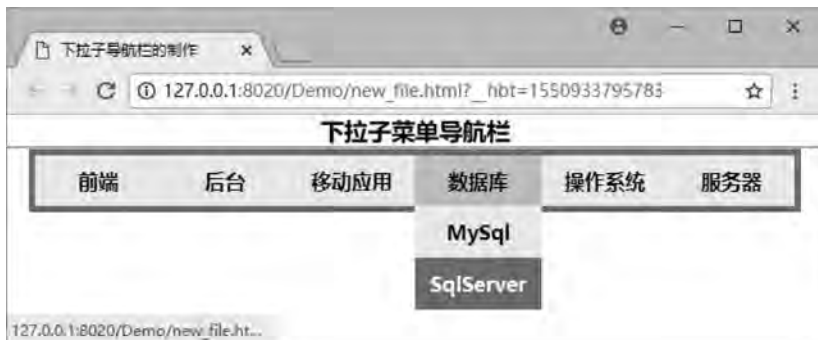 下拉子导航栏的制作
127.0.0.1:8020/Demo/new_file.html?__hbt=1550933795783
下拉子菜单导航栏
前端 后台 移动应用 数据库 操作系统 服务器
MySql
SqlServer
127.0.0.1:8020/Demo/new_file.ht...